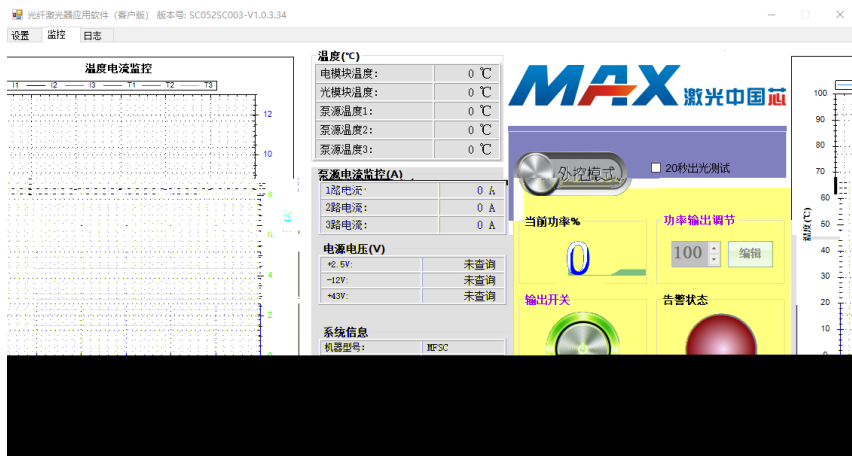 光纤激光器应用软件（客户版） 版本号: SC052SC003-V1.0.3.34
设置 监控 日志
温度电流监控
I1 I2 I3 T1 T2 T3
12
10
8
6
4
2
0
(A)
温度(℃)
电模块温度: 0 ℃
光模块温度: 0 ℃
泵源温度1: 0 ℃
泵源温度2: 0 ℃
泵源温度3: 0 ℃
泵源电流监控(A)
1路电流: 0 A
2路电流: 0 A
3路电流: 0 A
电源电压(V)
+2.5V: 未查询
-12V: 未查询
+43V: 未查询
系统信息
机器型号: MFSC
MAX 激光中国芯
外控模式
20秒出光测试
当前功率%
0
功率输出调节
100 编辑
输出开关
告警状态
100
90
80
70
60
50
40
30
20
10
0
温度(℃)